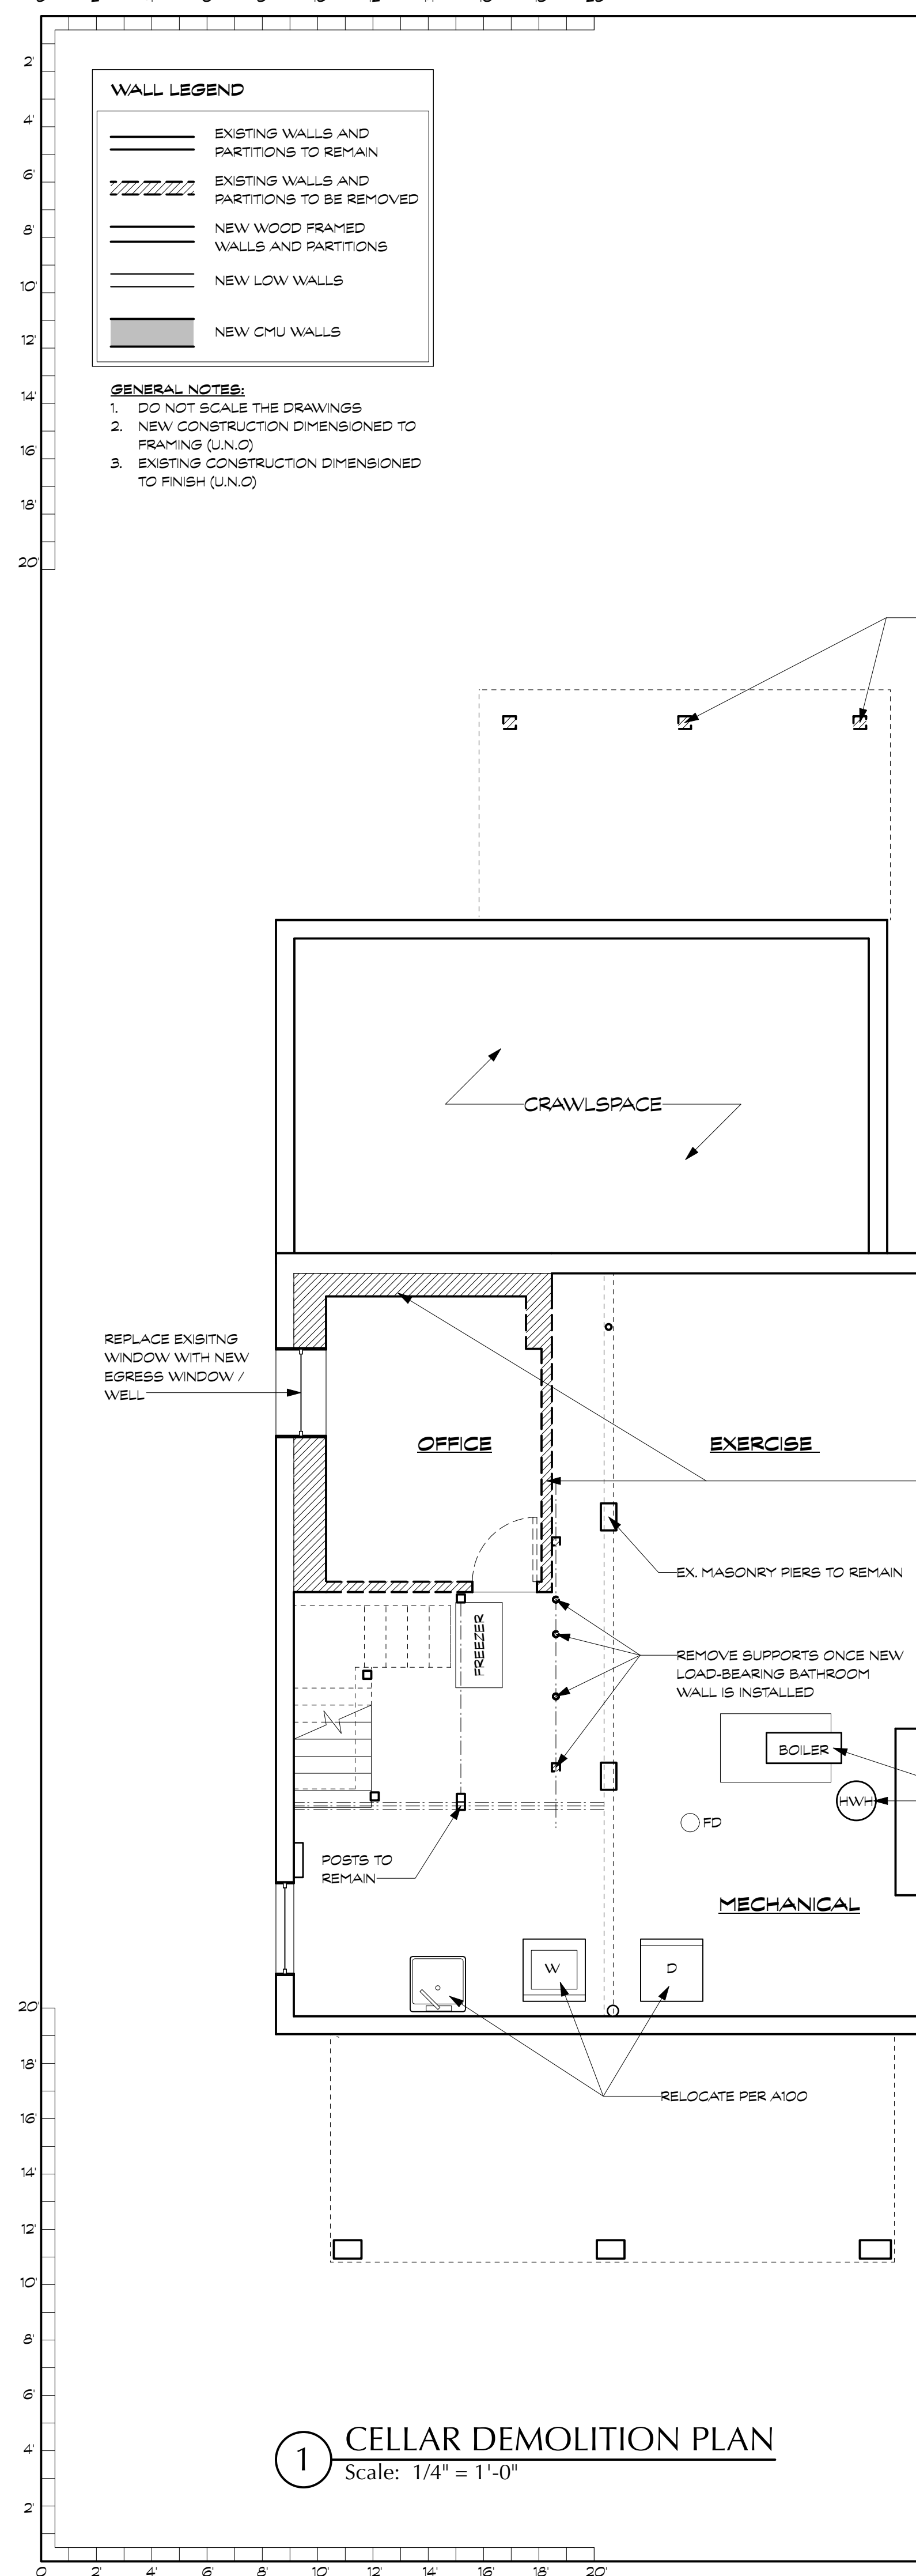 2'
4'
6'
8'
10'
12'
14'
16'
18'
20'
WALL LEGEND
EXISTING WALLS AND
PARTITIONS TO REMAIN
EXISTING WALLS AND
PARTITIONS TO BE REMOVED
NEW WOOD FRAMED
WALLS AND PARTITIONS
NEW LOW WALLS
NEW CMU WALLS
GENERAL NOTES:
1. DO NOT SCALE THE DRAWINGS
2. NEW CONSTRUCTION DIMENSIONED TO
FRAMING (U.N.O)
3. EXISTING CONSTRUCTION DIMENSIONED
TO FINISH (U.N.O)
CRAWLSPACE
REPLACE EXISITNG
WINDOW WITH NEW
EGRESS WINDOW /
WELL
OFFICE
EXERCISE
EX. MASONRY PIERS TO REMAIN
FREEZER
REMOVE SUPPORTS ONCE NEW
LOAD-BEARING BATHROOM
WALL IS INSTALLED
BOILER
HWH
FD
POSTS TO
REMAIN
MECHANICAL
W
D
RELOCATE PER A100
20'
18'
16'
14'
12'
10'
8'
6'
4'
2'
1
CELLAR DEMOLITION PLAN
Scale: 1/4" = 1'-0"
0 2' 4' 6' 8' 10' 12' 14' 16' 18' 20'